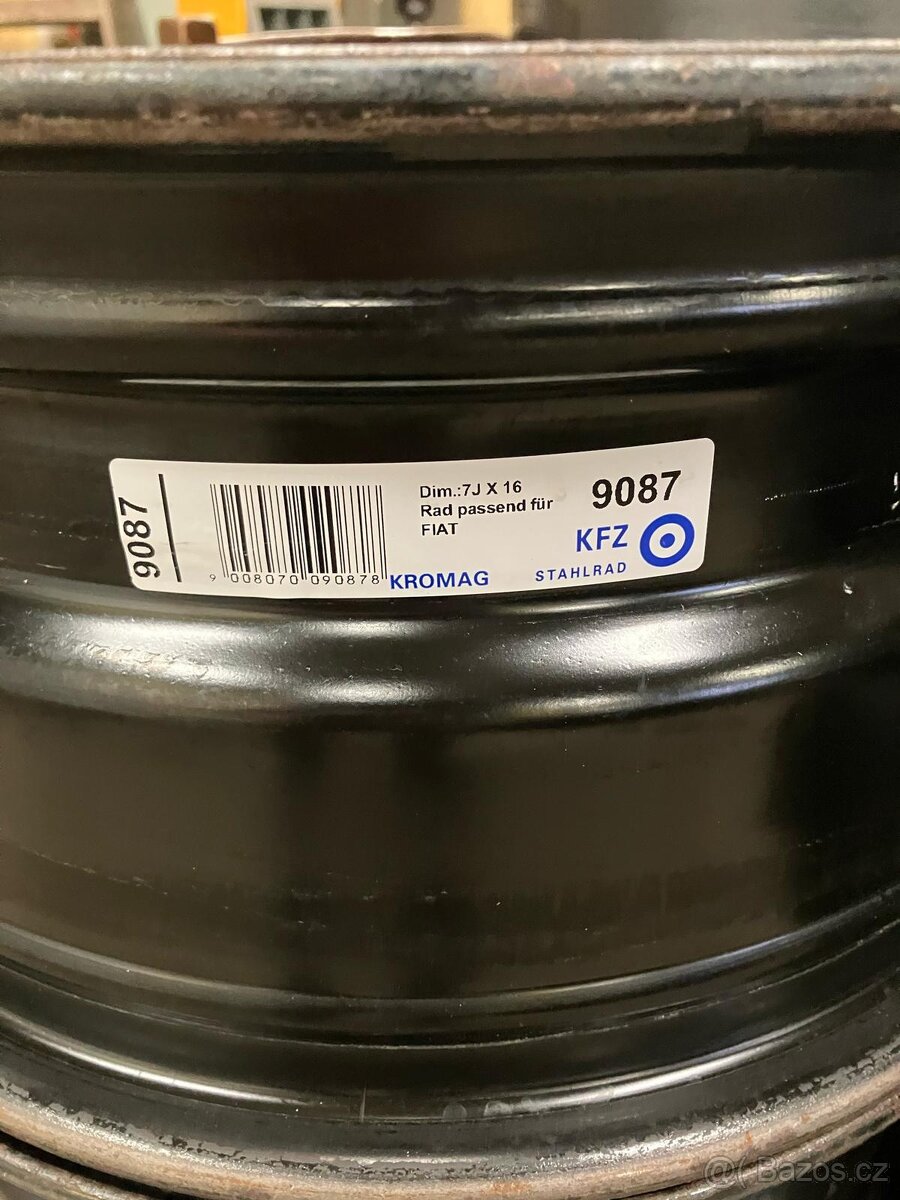 9087
Dim.:7J X 16
Rad passend für
FIAT
9 008070 090878
KROMAG
9087
KFZ
STAHLRAD
@( Bazos.cz